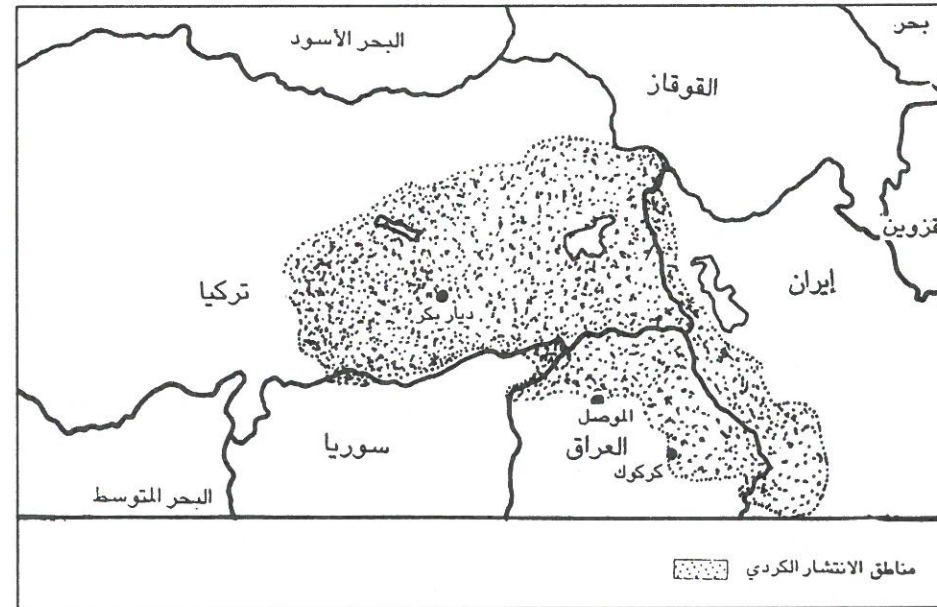 البحر الأسود
بحر
القوقاز
قزوين
إيران
تركيا
ديار بكر
الموصل
العراق
كركوك
سوريا
البحر المتوسط
مناطق الانتشار الكردي